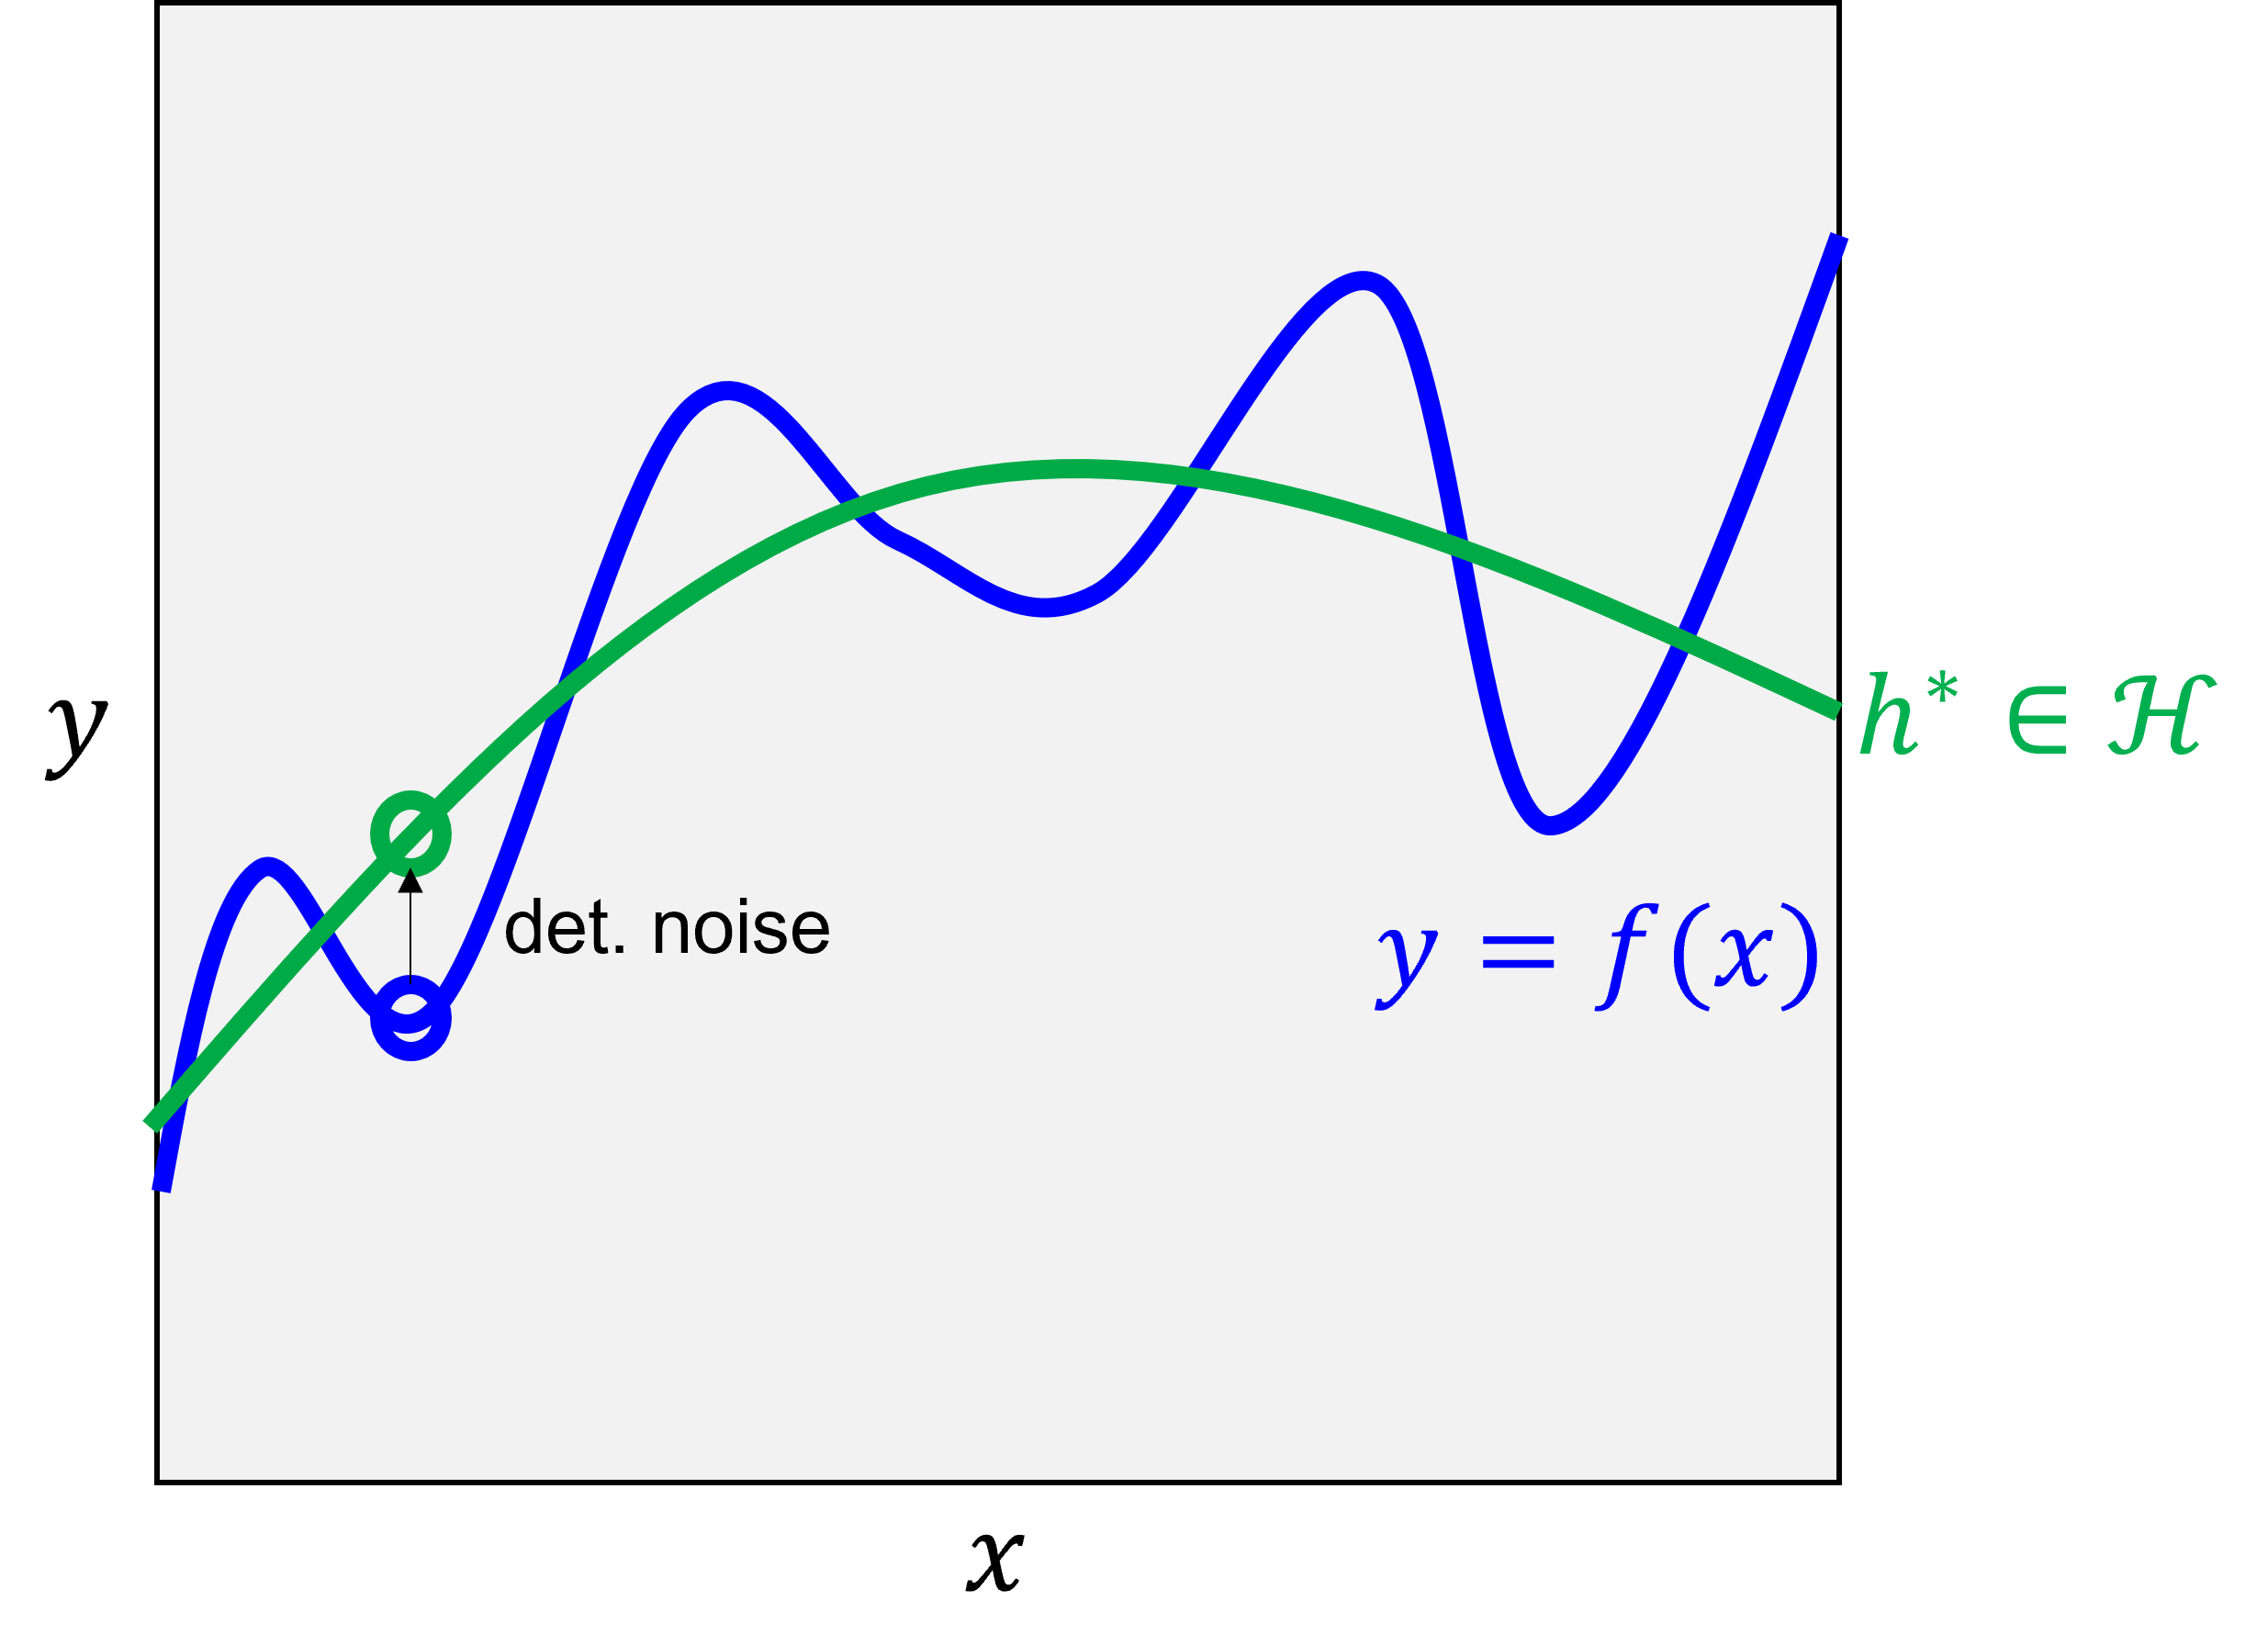 y
h* ∈ ℋ
det. noise
y = f(x)
x